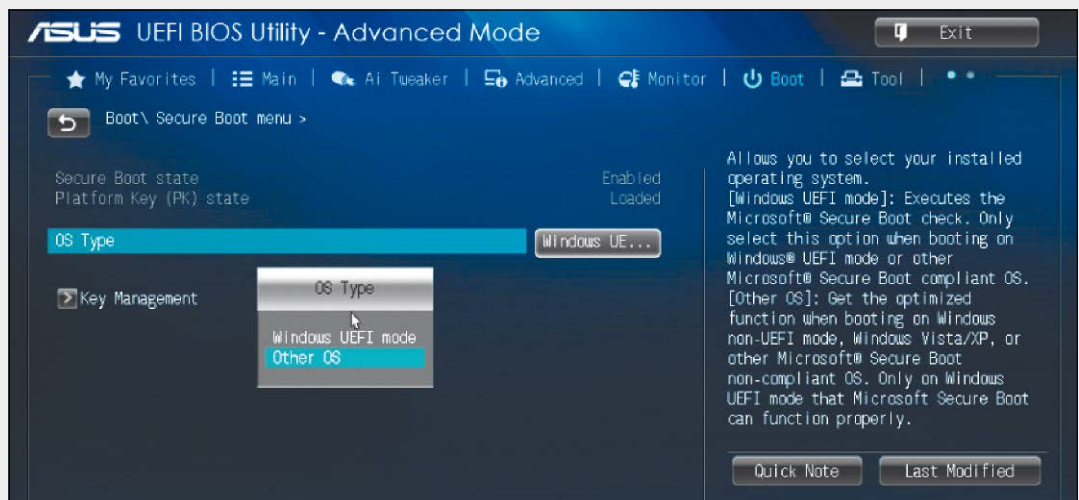 ASUS UEFI BIOS Utility - Advanced Mode
Exit
My Favorites | Main | Ai Tweaker | Advanced | Monitor | Boot | Tool |
Boot\ Secure Boot menu >
Secure Boot state Enabled
Platform Key (PK) state Loaded
OS Type Windows UE...
Key Management
OS Type
Windows UEFI mode
Other OS
Allows you to select your installed
operating system.
[Windows UEFI mode]: Executes the
Microsoft® Secure Boot check. Only
select this option when booting on
Windows® UEFI mode or other
Microsoft® Secure Boot compliant OS.
[Other OS]: Get the optimized
function when booting on Windows
non-UEFI mode, Windows Vista/XP, or
other Microsoft® Secure Boot
non-compliant OS. Only on Windows
UEFI mode that Microsoft Secure Boot
can function properly.
Quick Note
Last Modified